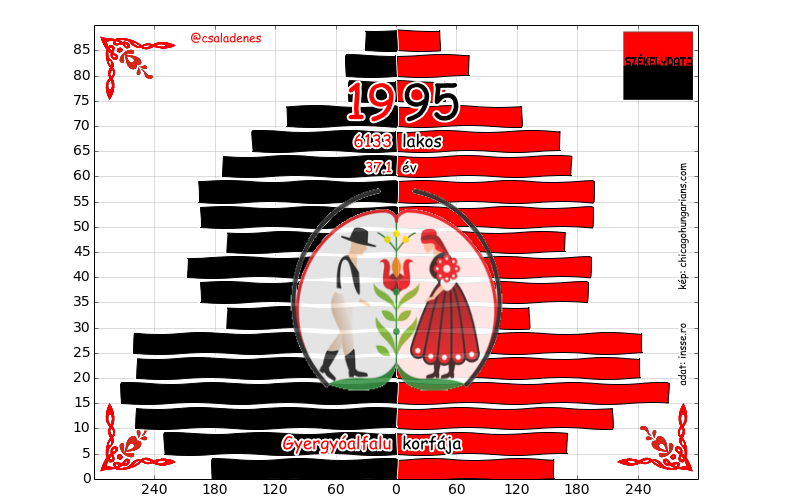 @csaladenes
SZÉKELYDATA
1995
6133 lakos
37.1 év
kép: chicagohungarians.com
adat: insse.ro
Gyergyóalfalu korfája
85
80
75
70
65
60
55
50
45
40
35
30
25
20
15
10
5
0
240 180 120 60 0 60 120 180 240